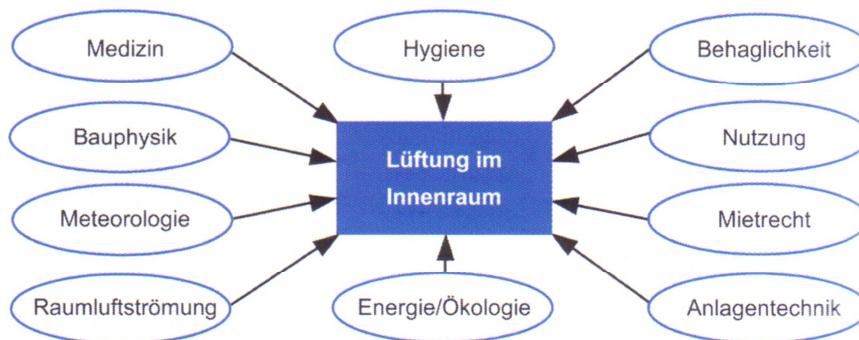 Medizin
Hygiene
Behaglichkeit
Bauphysik
Lüftung im
Innenraum
Nutzung
Meteorologie
Mietrecht
Raumluftströmung
Energie/Ökologie
Anlagentechnik